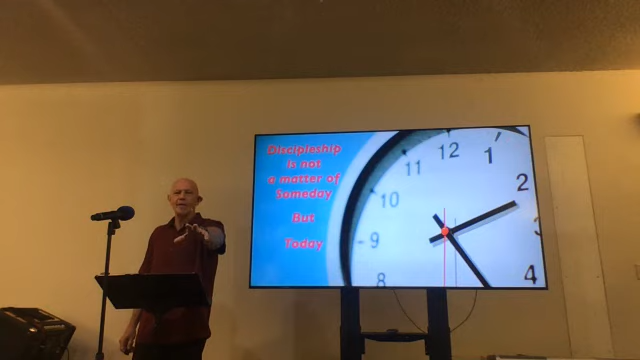 Discipleship
is not
a matter of
Someday
But
Today
12
11
1
10
2
9
3
8
4